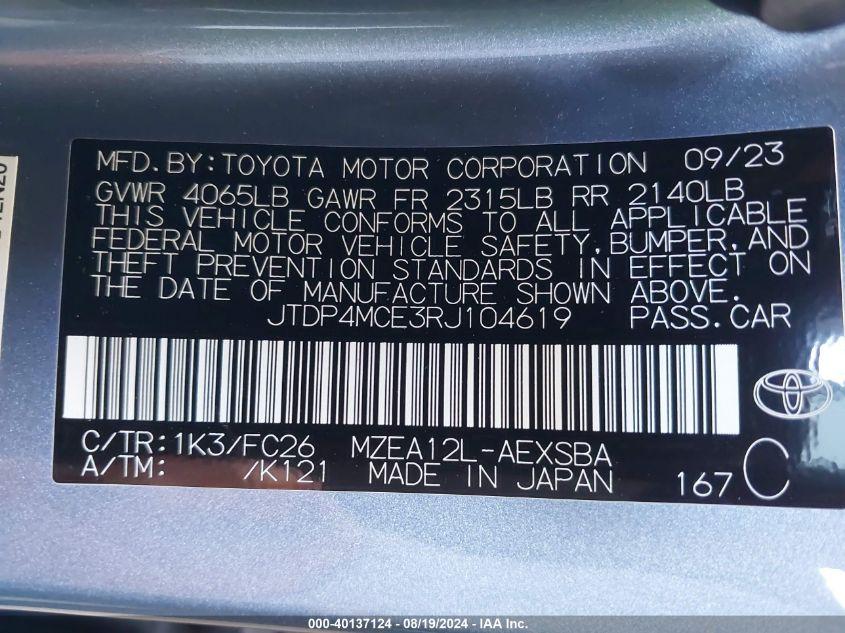 MFD. BY: TOYOTA MOTOR CORPORATION 09/23
GVWR 4065LB GAWR FR 2315LB RR 2140LB
THIS VEHICLE CONFORMS TO ALL APPLICABLE
FEDERAL MOTOR VEHICLE SAFETY, BUMPER, AND
THEFT PREVENTION STANDARDS IN EFFECT ON
THE DATE OF MANUFACTURE SHOWN ABOVE.
JTDP4MCE3RJ104619 PASS. CAR
C/TR: 1K3/FC26 MZEA12L-AEXSBA
A/TM: /K121 MADE IN JAPAN 167 C
000-40137124 - 08/19/2024 - IAA Inc.